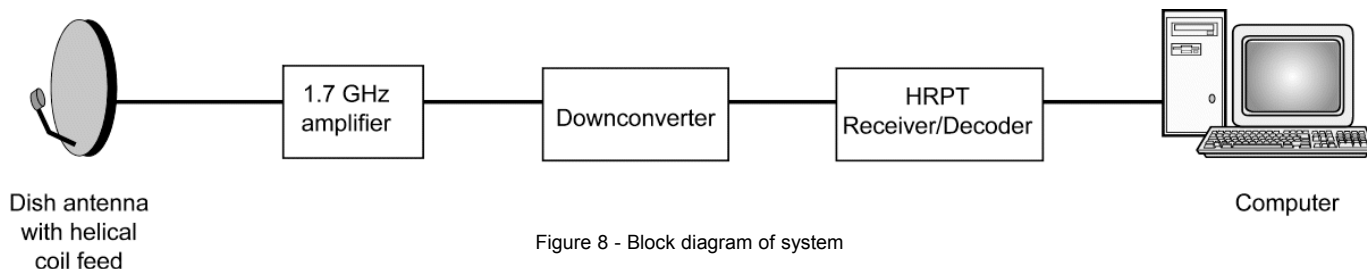 1.7 GHz
amplifier
Downconverter
HRPT
Receiver/Decoder
Dish antenna
with helical
coil feed
Computer
Figure 8 - Block diagram of system